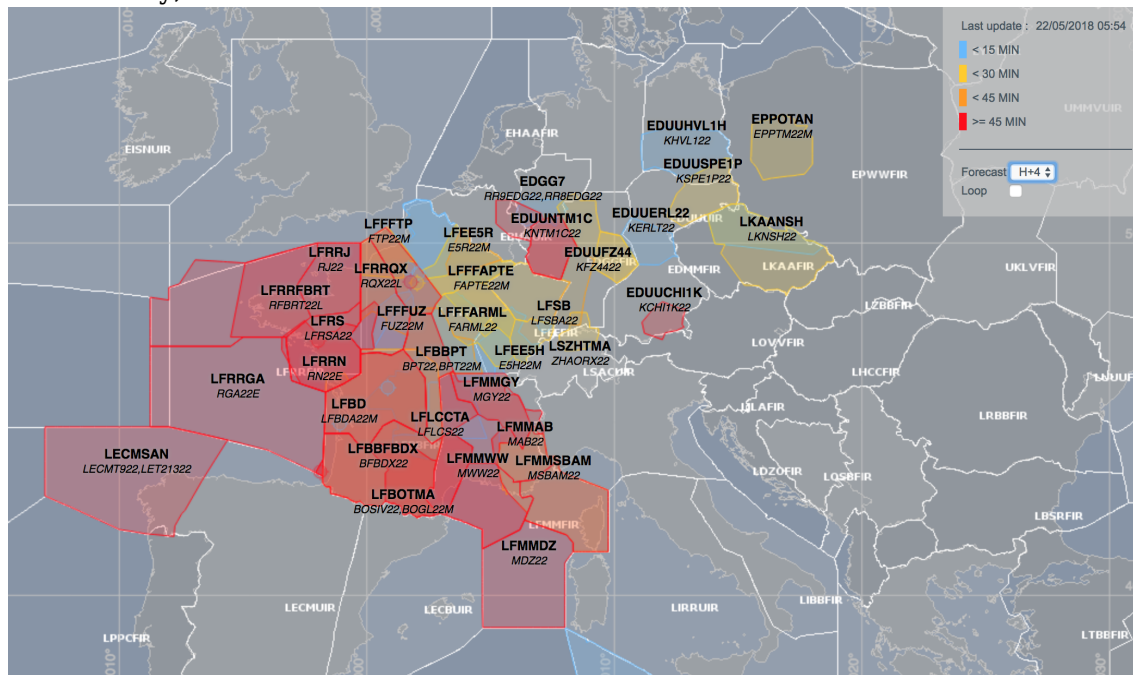 Last update : 22/05/2018 05:54
< 15 MIN
< 30 MIN
< 45 MIN
>= 45 MIN
Forecast H+4
Loop
UMMVUIR
EISNUIR
EHAAFIR
EDUUHVL1H
KHVL122
EPPOTAN
EPPTM22M
EDUUSPE1P
KSPE1P22
EPWWFIR
EDGG7
RR9EDG22,RR8EDG22
EDUUNTM1C
KNTM1C22
EDUUERL22
KERLT22
LKAANSH
LKNSH22
LFFFTP
FTP22M
LFEE5R
E5R22M
EDUUFZ44
KFZ4422
EDMMFIR
LKAAFIR
UKLVFIR
LFRRJ
RJ22
LFRRQX
RQX22L
LFFFAPTE
FAPTE22M
LFRRFBRT
RFBRT22L
EDUUCHI1K
KCHI1K22
LZBBFIR
LFRS
LFRSA22
LFFFUZ
FUZ22M
LFFFARML
FARML22
LFSB
LFSBA22
LOVVFIR
LFRRN
RN22E
LFBBPT
BPT22,BPT22M
LFEE5H
E5H22M
LSZHTMA
ZHAORX22
LSACUIR
LHCCFIR
LFRRGA
RGA22E
LFMMGY
MGY22
LFBD
LFBDA22M
LFLCCTA
LFLCS22
LFMMAB
MAB22
LRBBFIR
LECMSAN
LECMT922,LET21322
LFBBFBDX
BFBDX22
LFMMWW
MWW22
LFMMSBAM
MSBAM22
LDZOFIR
LQSBFIR
LFBOTMA
BOSIV22,BOGL22M
LFMMFIR
LBSRFIR
LFMMDZ
MDZ22
LECMUIR
LECBUIR
LIRRUIR
LIBBFIR
LPPCFIR
LTBBFIR